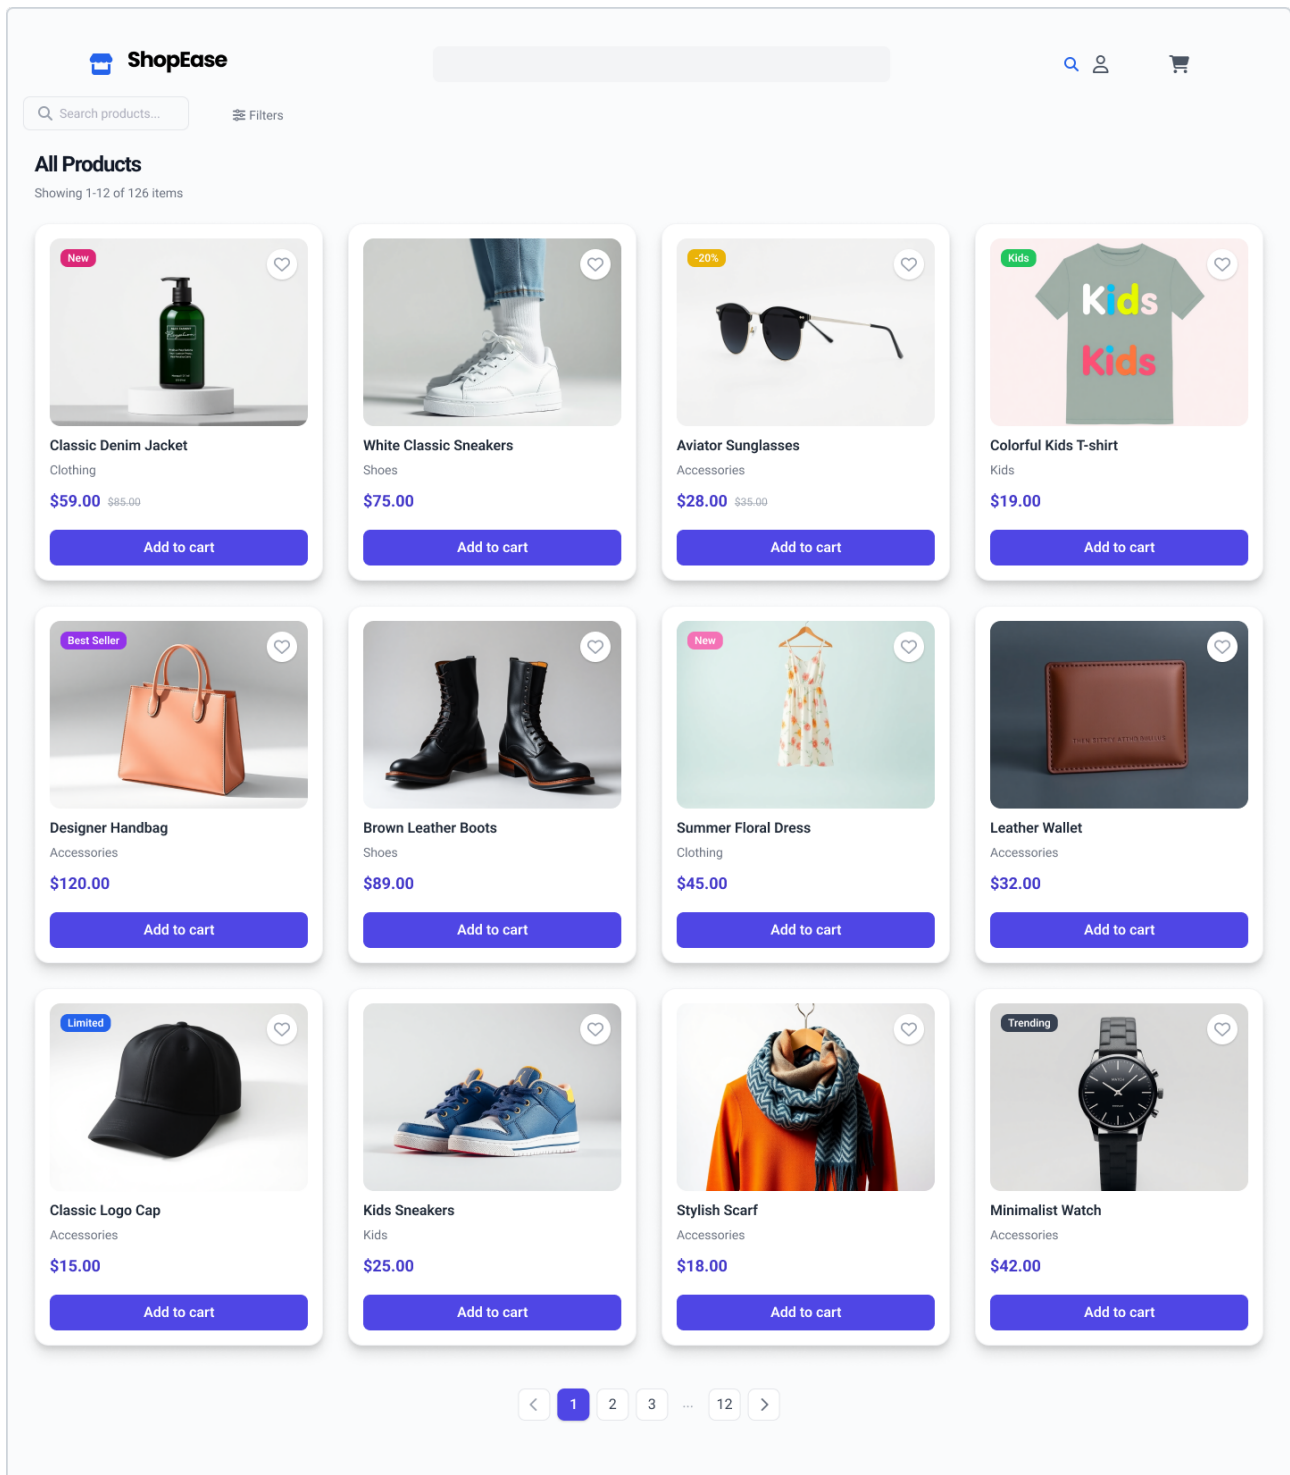 ShopEase
Search products...
Filters
All Products
Showing 1-12 of 126 items
New
Classic Denim Jacket
Clothing
$59.00 $85.00
Add to cart
White Classic Sneakers
Shoes
$75.00
Add to cart
-20%
Aviator Sunglasses
Accessories
$28.00 $35.00
Add to cart
Kids
Kids
Kids
Colorful Kids T-shirt
Kids
$19.00
Add to cart
Best Seller
Designer Handbag
Accessories
$120.00
Add to cart
Brown Leather Boots
Shoes
$89.00
Add to cart
New
Summer Floral Dress
Clothing
$45.00
Add to cart
Leather Wallet
Accessories
$32.00
Add to cart
Limited
Classic Logo Cap
Accessories
$15.00
Add to cart
Kids Sneakers
Kids
$25.00
Add to cart
Stylish Scarf
Accessories
$18.00
Add to cart
Trending
WATCH
Minimalist Watch
Accessories
$42.00
Add to cart
1 2 3 ... 12